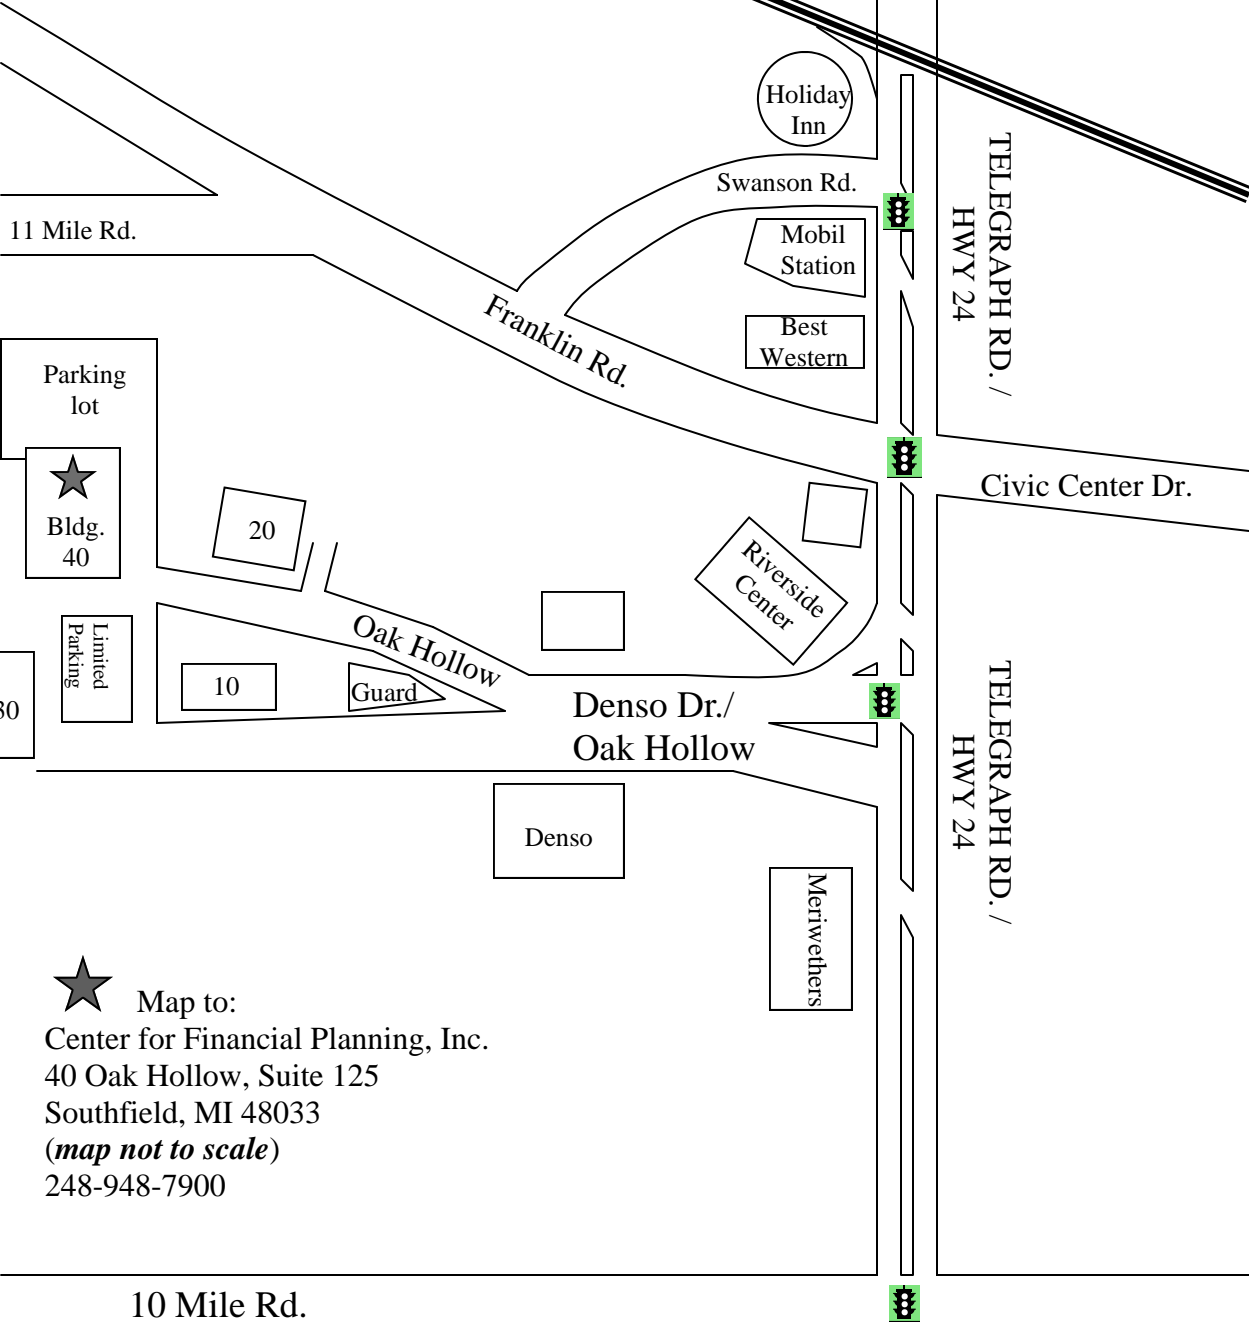 Holiday
Inn
Swanson Rd.
11 Mile Rd.
Mobil
Station
TELEGRAPH RD. /
HWY 24
Franklin Rd.
Best
Western
Parking
lot
Civic Center Dr.
Bldg.
40
20
Riverside
Center
Oak Hollow
Limited
Parking
10
Guard
30
Denso Dr./
Oak Hollow
TELEGRAPH RD. /
HWY 24
Denso
Meriwethers
Map to:
Center for Financial Planning, Inc.
40 Oak Hollow, Suite 125
Southfield, MI 48033
(map not to scale)
248-948-7900
10 Mile Rd.